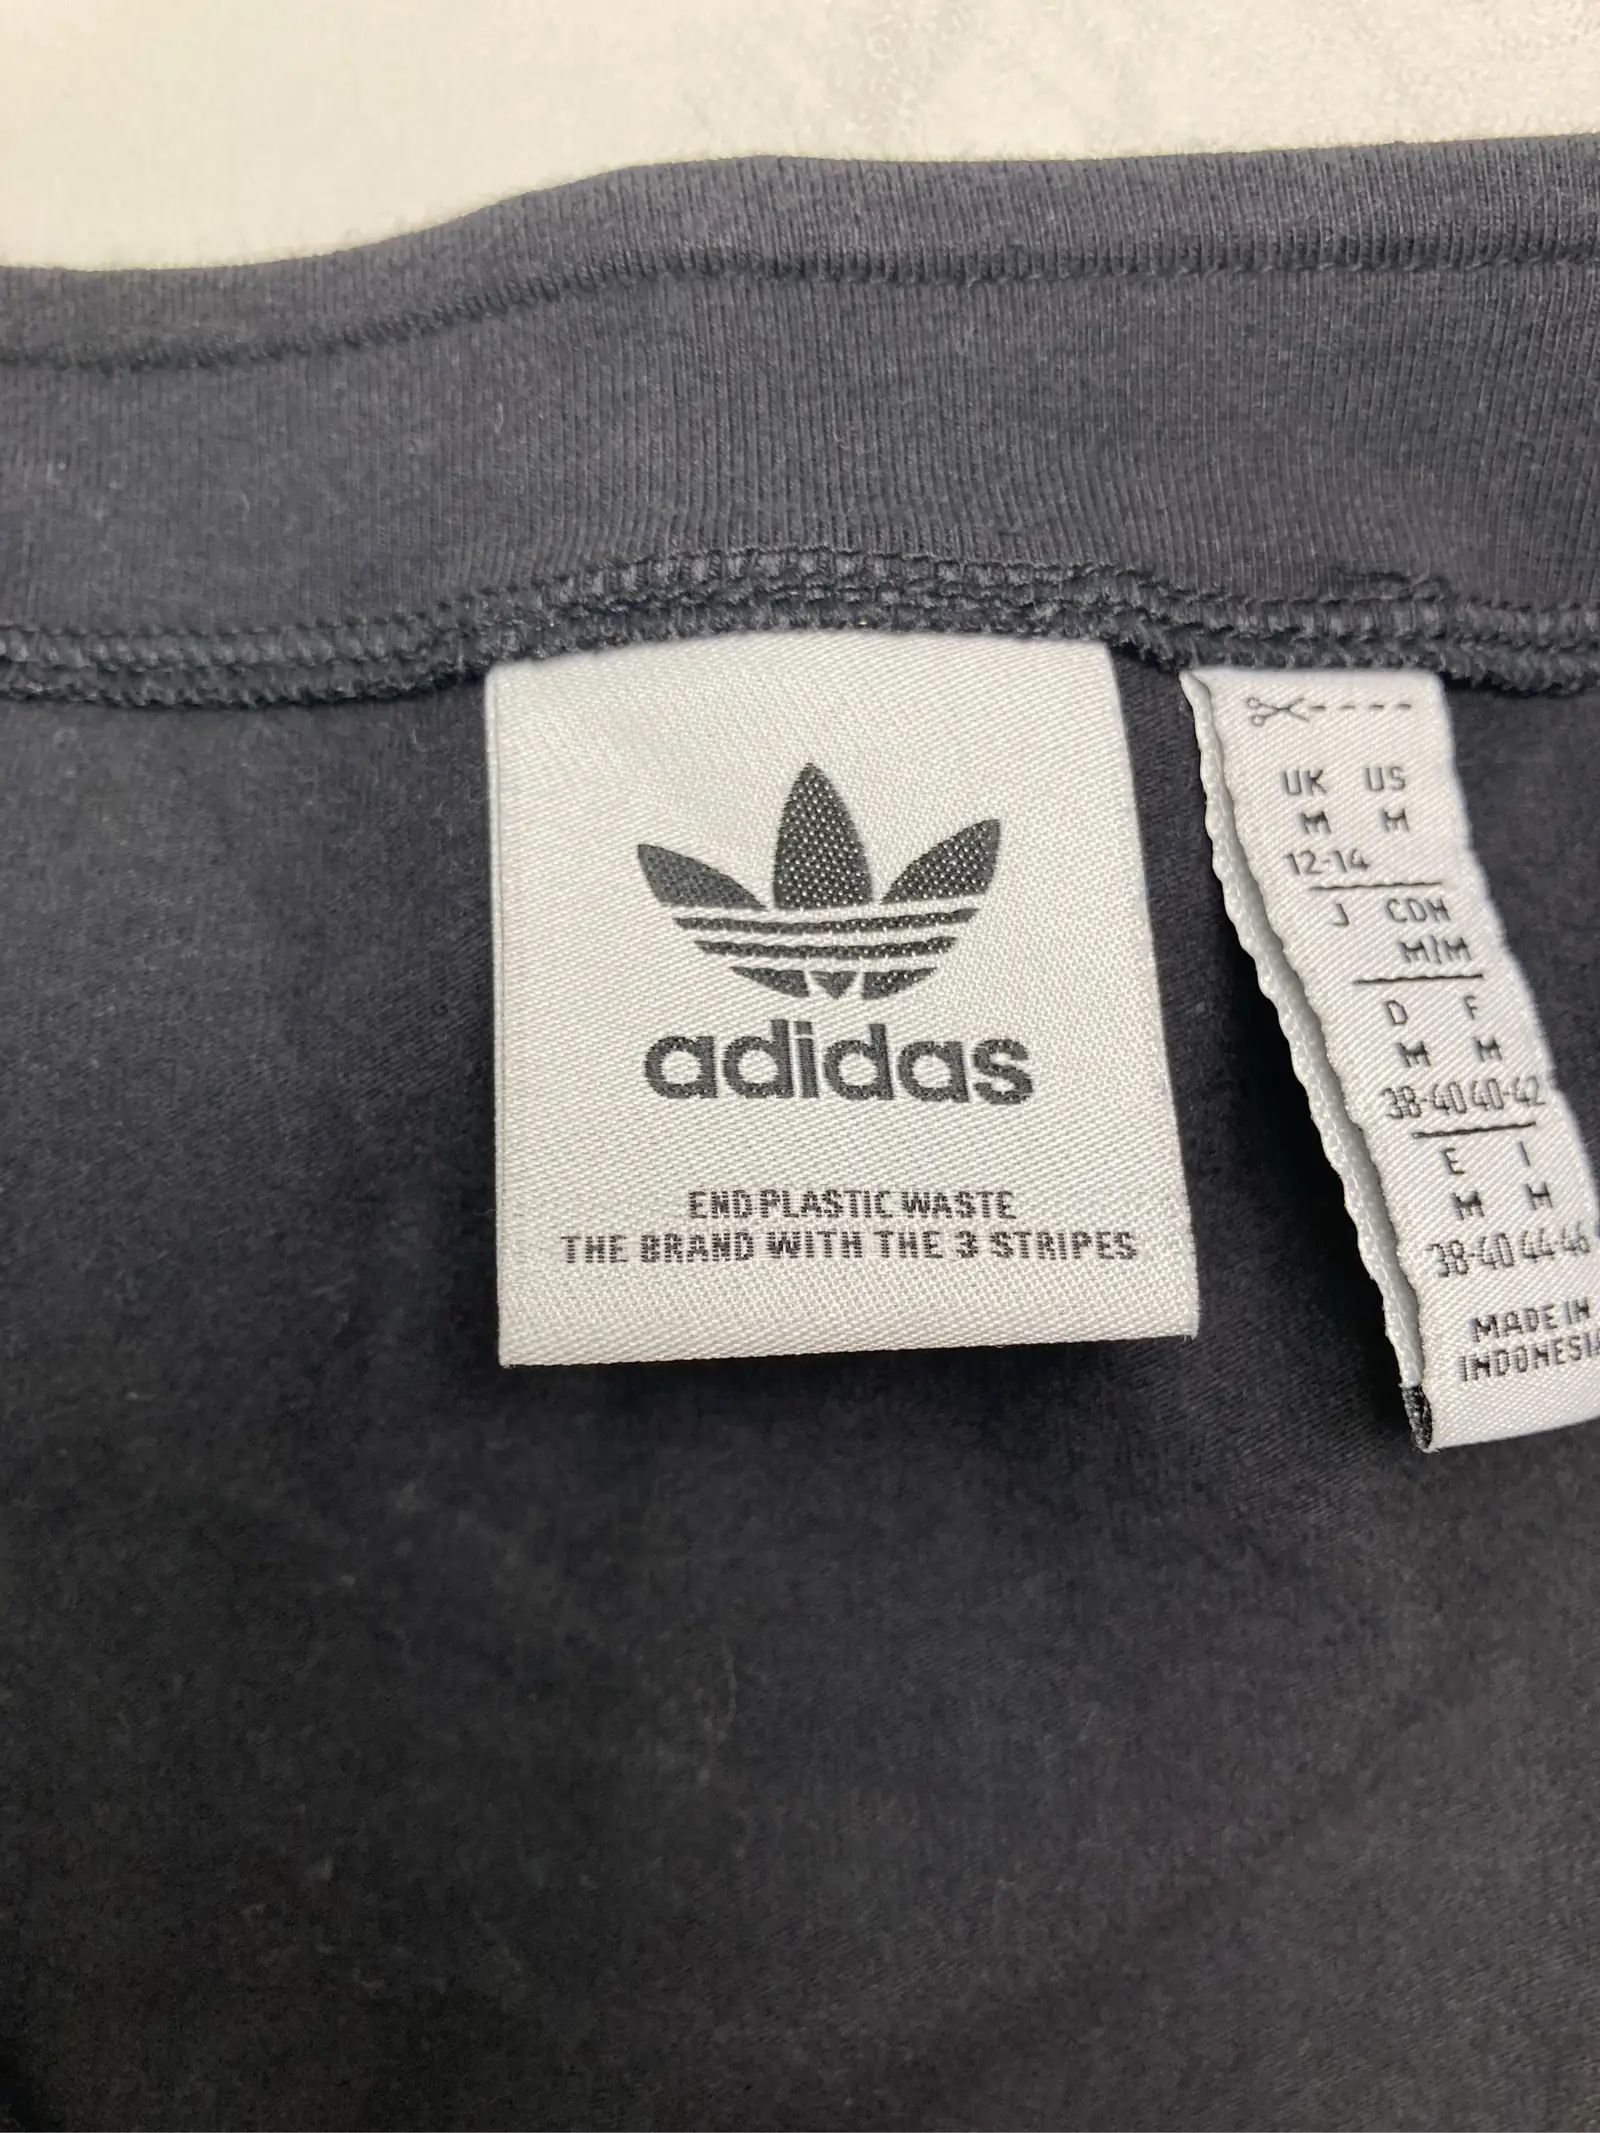 adidas
END PLASTIC WASTE
THE BRAND WITH THE 3 STRIPES
UK US
M M
12-14
J CDN
M/M
D F
M M
38-40 40-42
E I
M M
38-40 44-46
MADE IN
INDONESIA